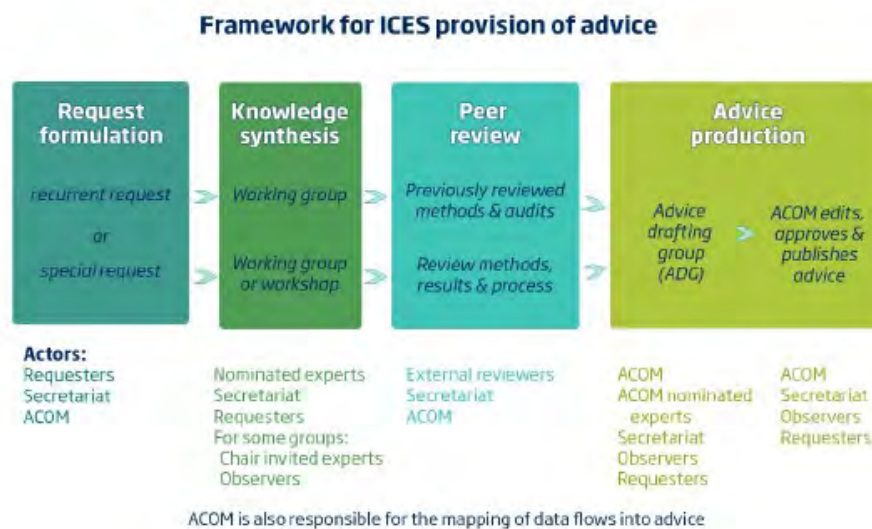 Framework for ICES provision of advice
Request
formulation
recurrent request
or
special request
Knowledge
synthesis
Working group
Working group
or workshop
Peer
review
Previously reviewed
methods & audits
Review methods,
results & process
Advice
production
Advice
drafting
group
(ADG)
ACOM edits,
approves &
publishes
advice
Actors:
Requesters
Secretariat
ACOM
Nominated experts
Secretariat
Requesters
For some groups:
Chair invited experts
Observers
External reviewers
Secretariat
ACOM
ACOM
ACOM nominated
experts
Secretariat
Observers
Requesters
ACOM
Secretariat
Observers
Requesters
ACOM is also responsible for the mapping of data flows into advice